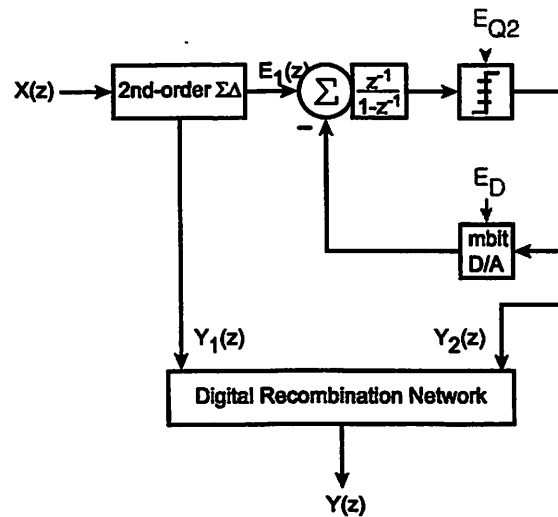 E_Q2
X(z)
2nd-order ΣΔ
E_1(z)
Σ
z^-1
1-z^-1
−
E_D
mbit
D/A
Y_1(z)
Y_2(z)
Digital Recombination Network
Y(z)